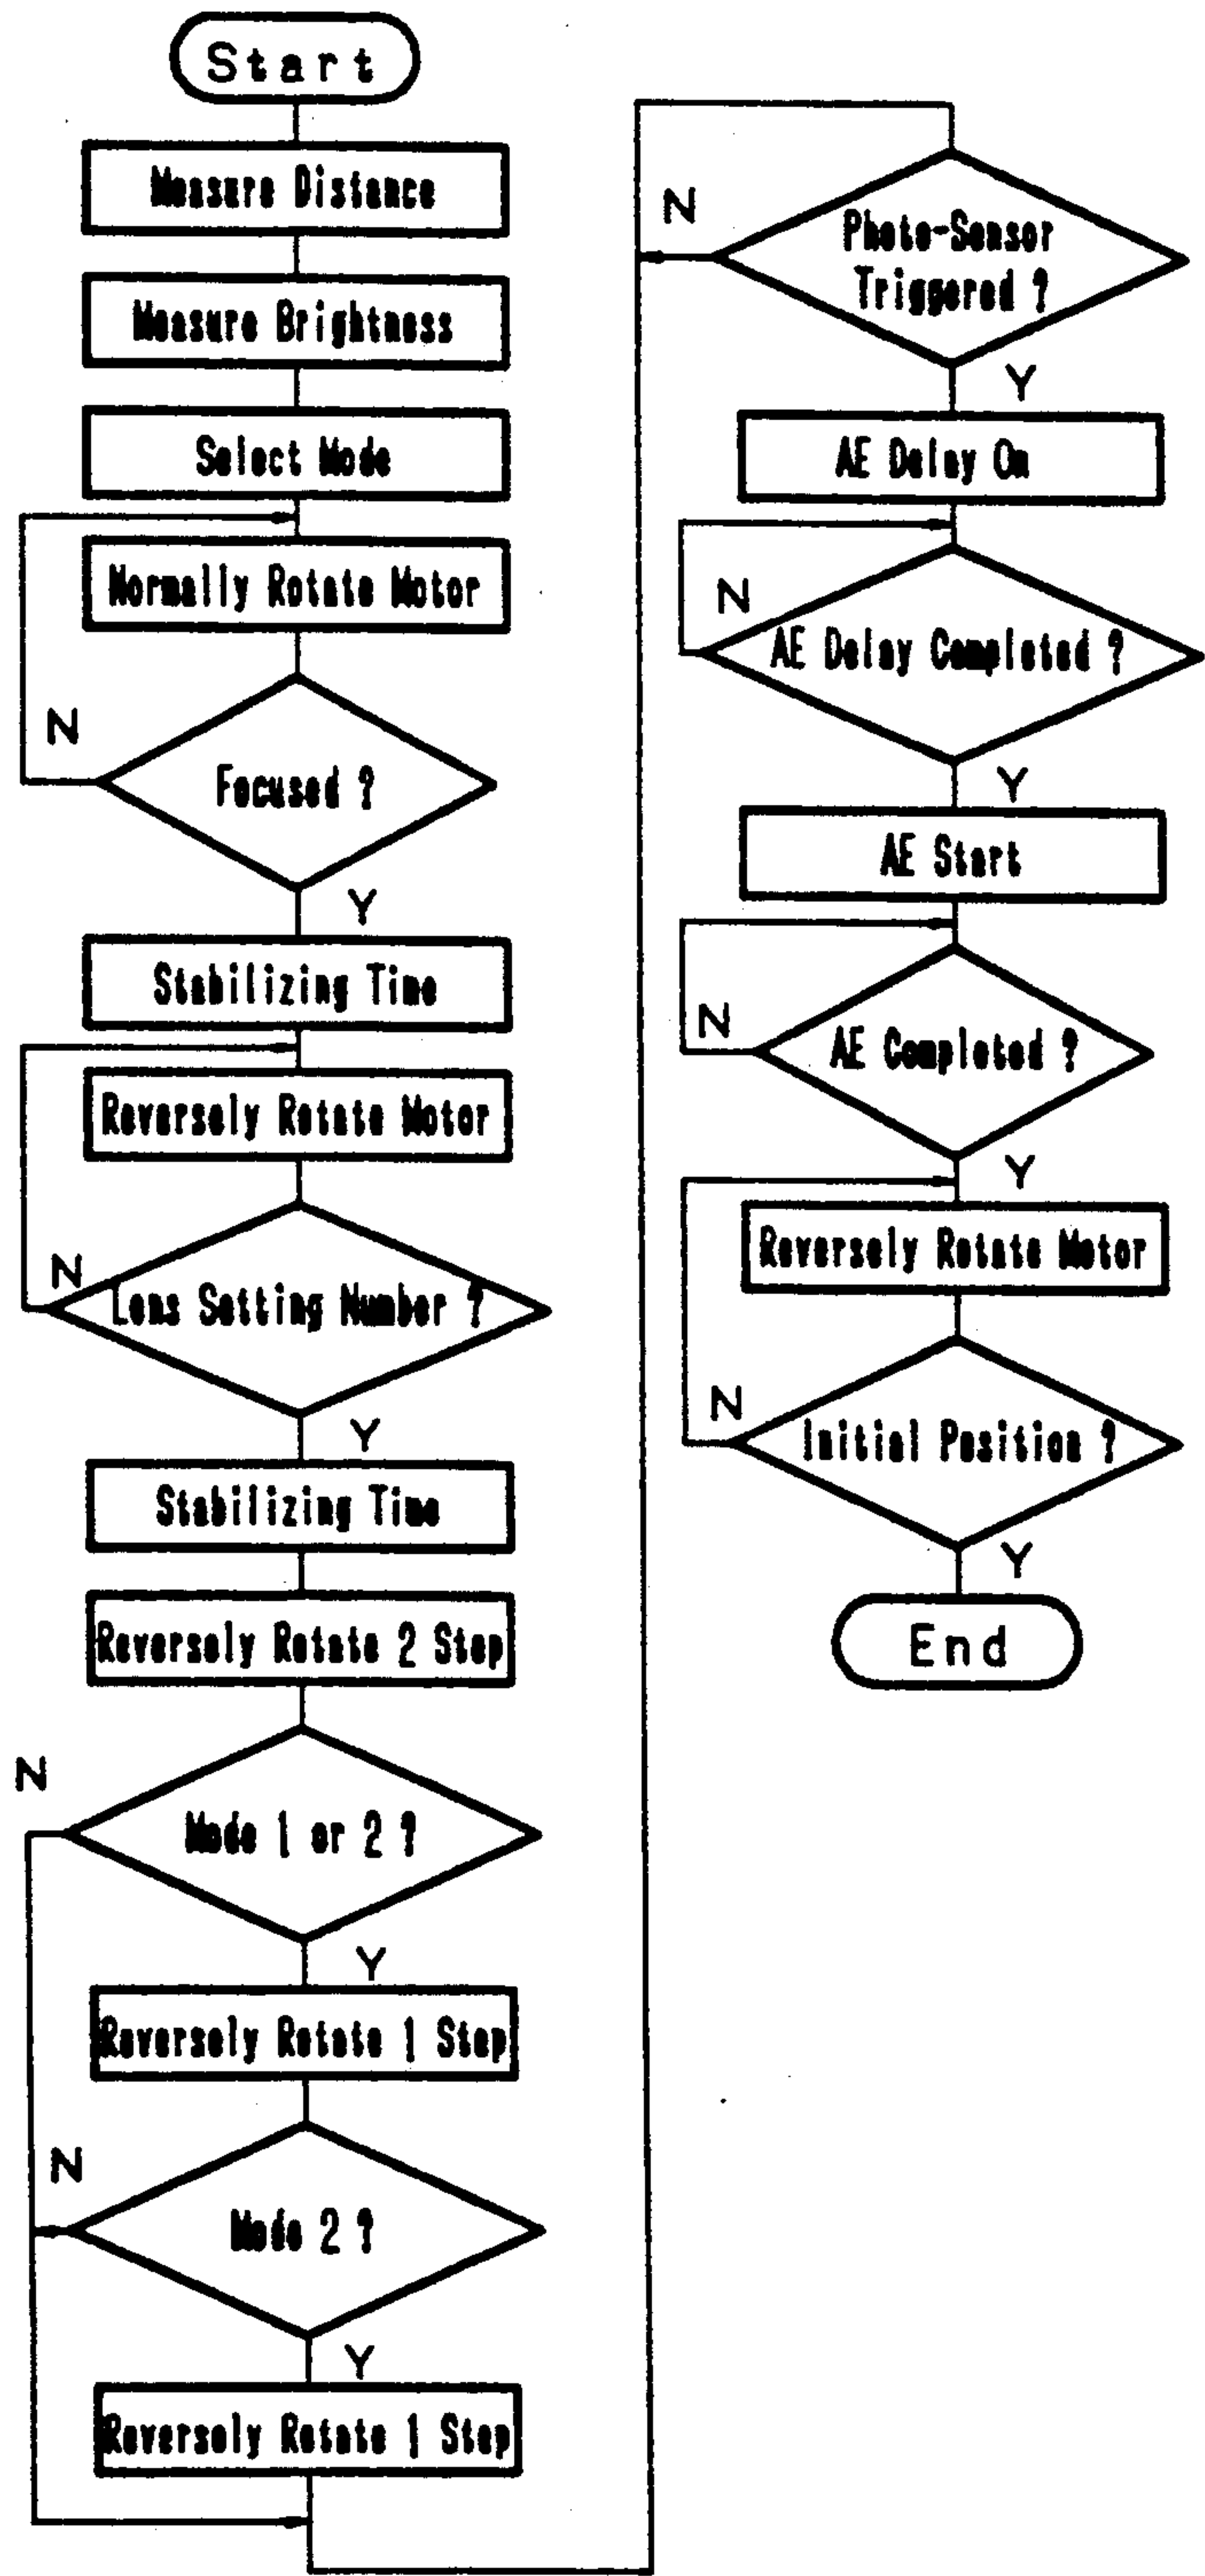 Start
Measure Distance
Measure Brightness
Select Mode
Normally Rotate Motor
N
Focused ?
Y
Stabilizing Time
Reversely Rotate Motor
N
Lens Setting Number ?
Y
Stabilizing Time
Reversely Rotate 2 Step
N
Mode 1 or 2 ?
Y
Reversely Rotate 1 Step
N
Mode 2 ?
Y
Reversely Rotate 1 Step
N
Photo-Sensor
Triggered ?
Y
AE Delay On
N
AE Delay Completed ?
Y
AE Start
N
AE Completed ?
Y
Reversely Rotate Motor
N
Initial Position ?
Y
End